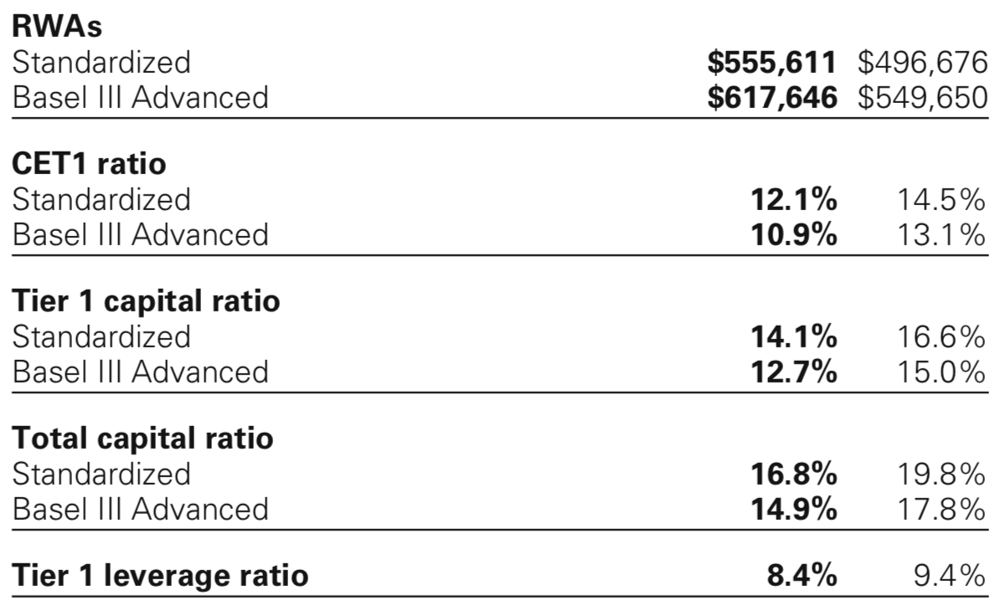 RWAs
Standardized $555,611 $496,676
Basel III Advanced $617,646 $549,650
CET1 ratio
Standardized 12.1% 14.5%
Basel III Advanced 10.9% 13.1%
Tier 1 capital ratio
Standardized 14.1% 16.6%
Basel III Advanced 12.7% 15.0%
Total capital ratio
Standardized 16.8% 19.8%
Basel III Advanced 14.9% 17.8%
Tier 1 leverage ratio 8.4% 9.4%